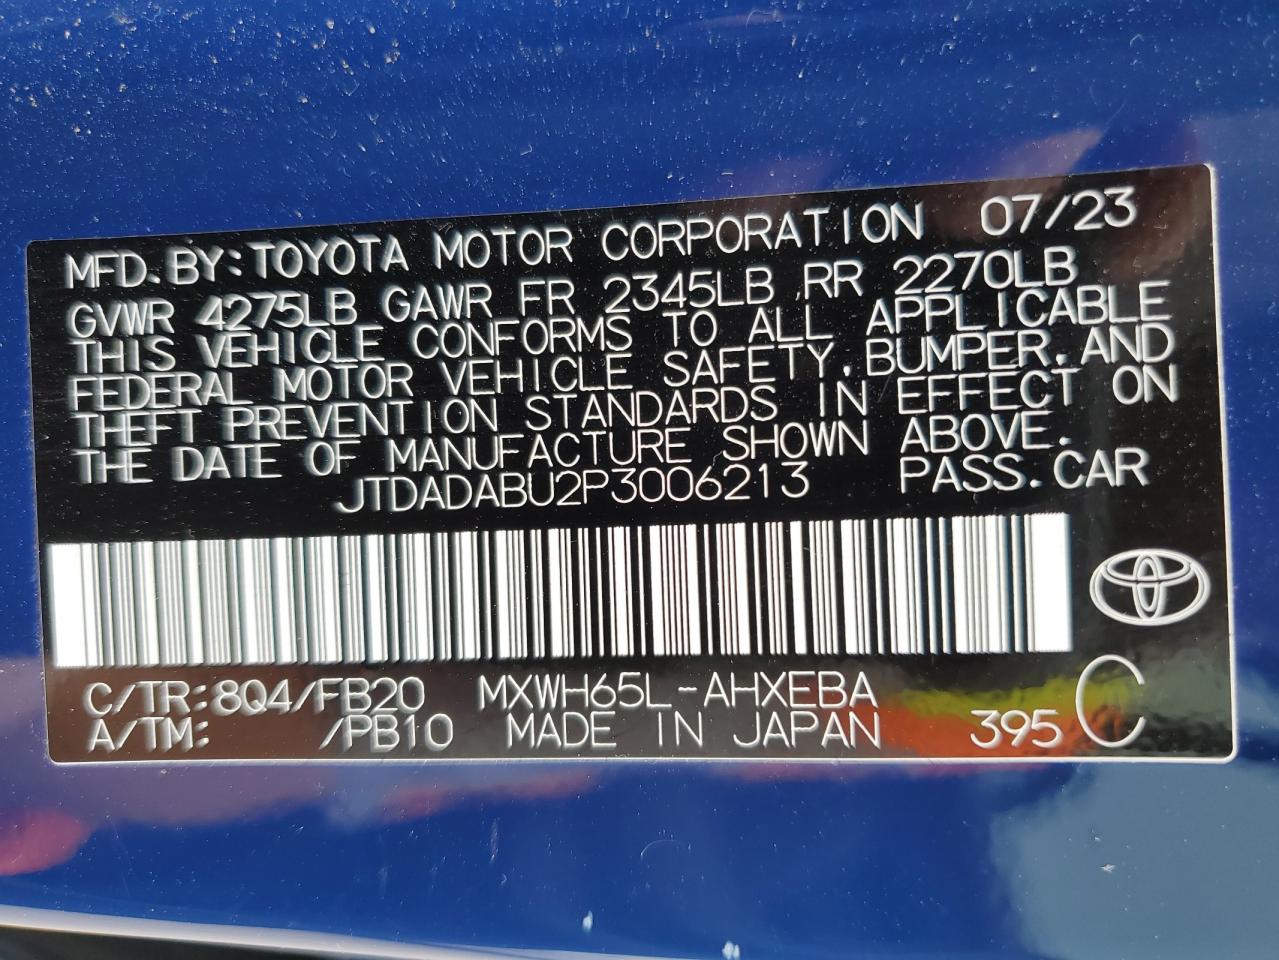 MFD. BY: TOYOTA MOTOR CORPORATION 07/23
GVWR 4275LB GAWR FR 2345LB RR 2270LB
THIS VEHICLE CONFORMS TO ALL APPLICABLE
FEDERAL MOTOR VEHICLE SAFETY, BUMPER, AND
THEFT PREVENTION STANDARDS IN EFFECT ON
THE DATE OF MANUFACTURE SHOWN ABOVE.
JTDADABU2P3006213 PASS. CAR
C/TR:8Q4/FB20 MXWH65L-AHXEBA
A/TM: /PB10 MADE IN JAPAN 395 C